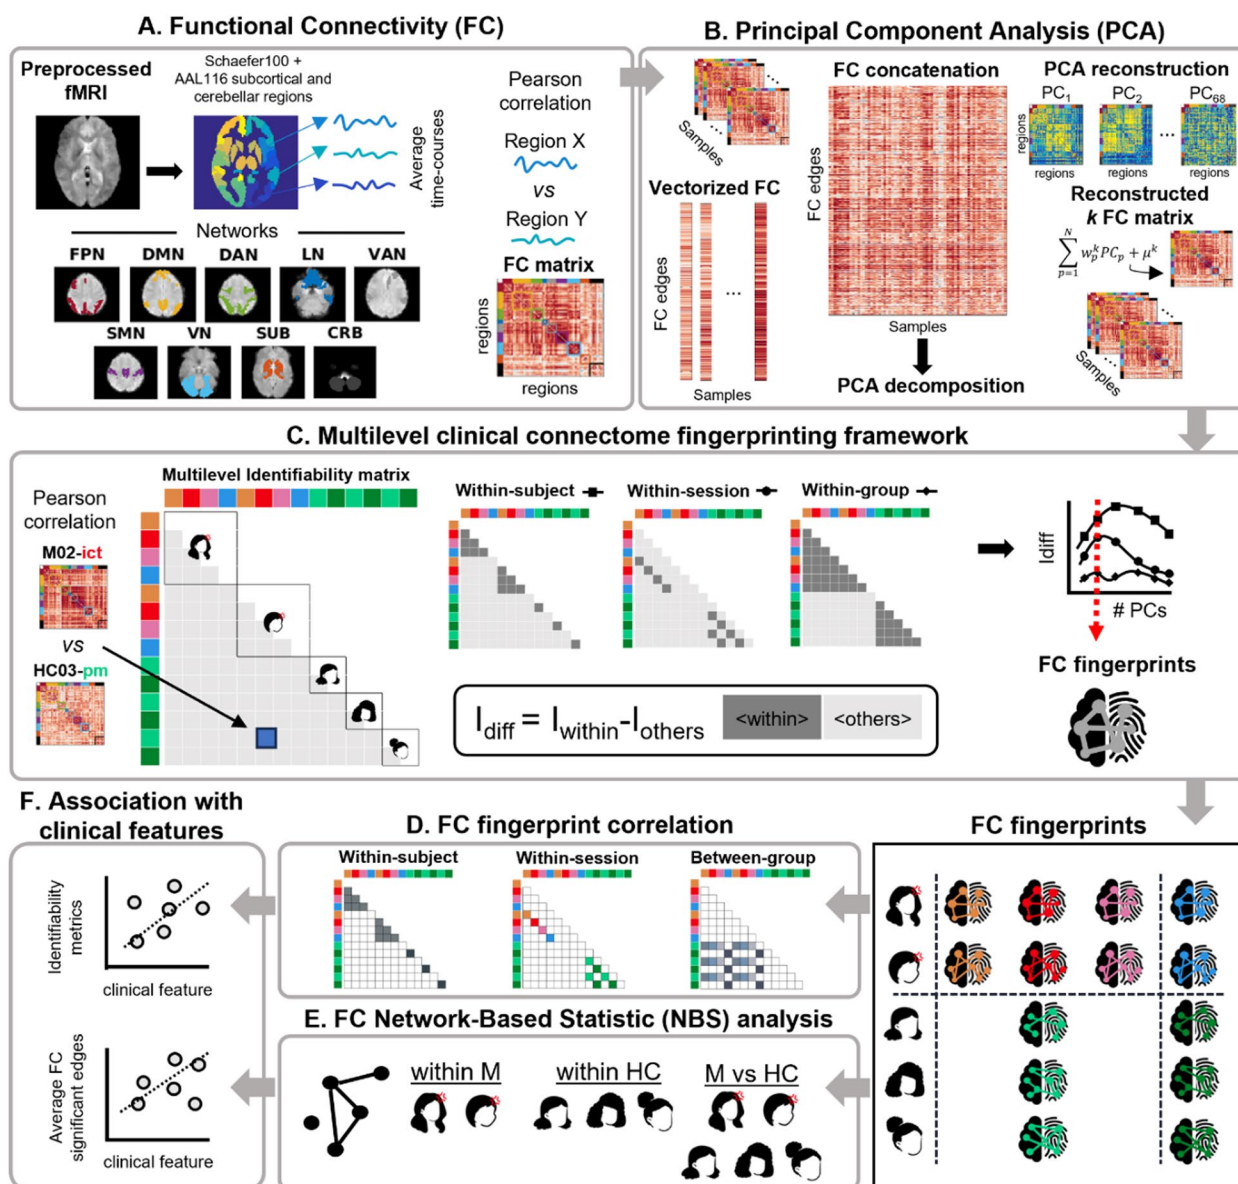 A. Functional Connectivity (FC)
Preprocessed
fMRI
Schaefer100 +
AAL116 subcortical and
cerebellar regions
Average
time-courses
Networks
FPN DMN DAN LN VAN
SMN VN SUB CRB
Pearson
correlation
Region X
vs
Region Y
FC matrix
regions
regions
B. Principal Component Analysis (PCA)
Samples
Vectorized FC
FC edges
Samples
FC concatenation
FC edges
Samples
PCA decomposition
PCA reconstruction
PC1 PC2 PC68
regions
regions regions
Reconstructed
k FC matrix
∑_{p=1}^{N} w_p^k PC_p + μ^k
Samples
C. Multilevel clinical connectome fingerprinting framework
Pearson
correlation
M02-ict
vs
HC03-pm
Multilevel Identifiability matrix
Within-subject
Within-session
Within-group
I_diff = I_within - I_others
<within> <others>
Idiff
# PCs
FC fingerprints
F. Association with
clinical features
Identifiability
metrics
clinical feature
Average FC
significant edges
clinical feature
D. FC fingerprint correlation
Within-subject
Within-session
Between-group
E. FC Network-Based Statistic (NBS) analysis
within M
within HC
M vs HC
FC fingerprints